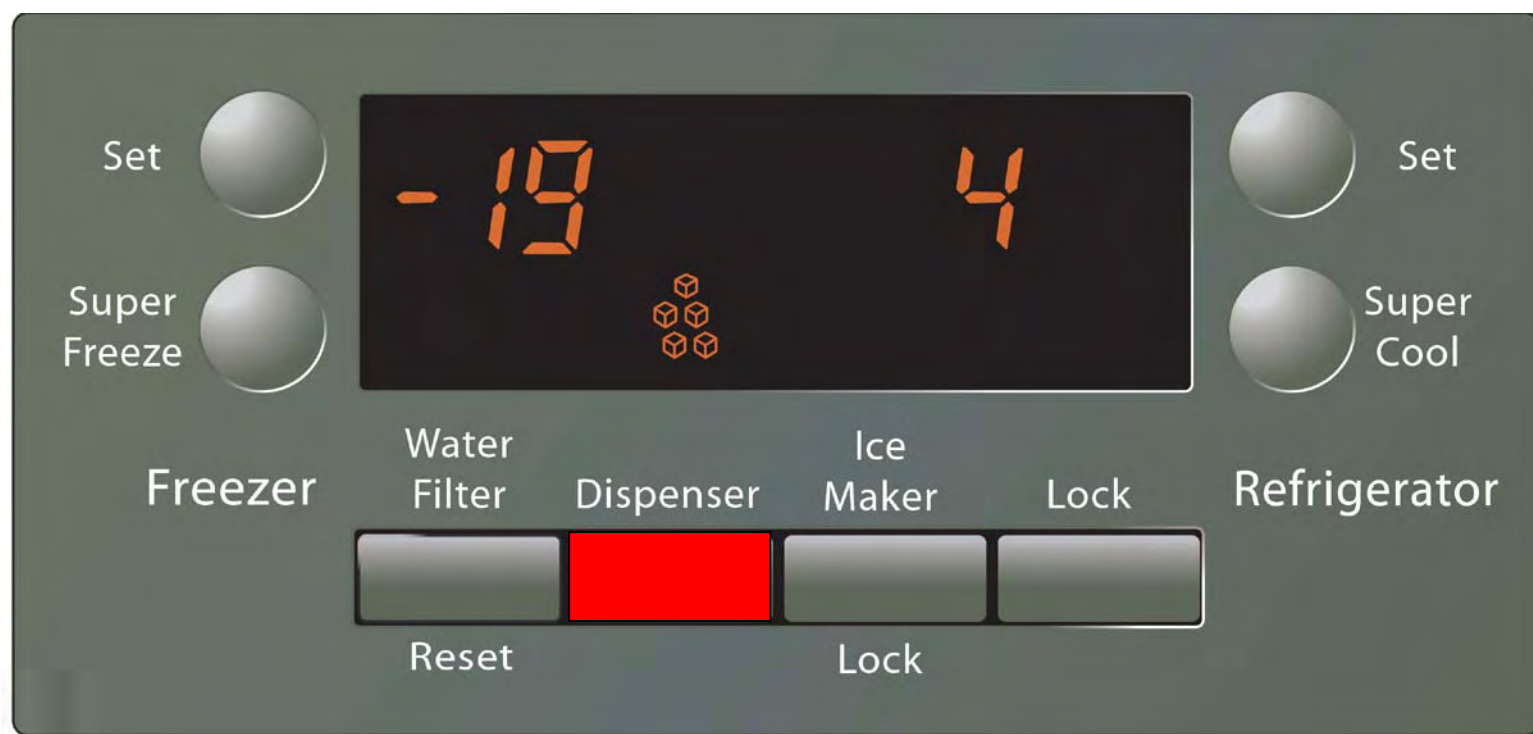 Set
-19
4
Set
Super
Freeze
Super
Cool
Water
Filter
Dispenser
Ice
Maker
Lock
Freezer
Refrigerator
Reset
Lock